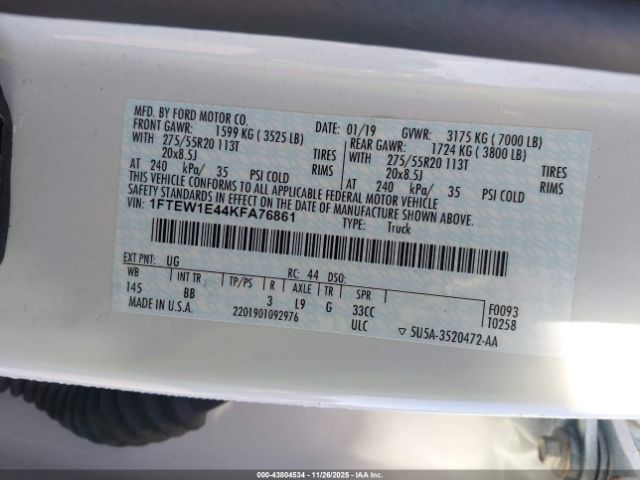 MFD. BY FORD MOTOR CO. DATE: 01/19 GVWR: 3175 KG ( 7000 LB)
FRONT GAWR: 1599 KG ( 3525 LB) REAR GAWR: 1724 KG ( 3800 LB)
WITH 275/55R20 113T TIRES WITH 275/55R20 113T TIRES
20x8.5J RIMS 20x8.5J RIMS
AT 240 kPa/ 35 PSI COLD AT 240 kPa/ 35 PSI COLD
THIS VEHICLE CONFORMS TO ALL APPLICABLE FEDERAL MOTOR VEHICLE
SAFETY STANDARDS IN EFFECT ON THE DATE OF MANUFACTURE SHOWN ABOVE.
VIN: 1FTEW1E44KFA76861 TYPE: Truck
EXT PNT: UG RC: 44 DSO:
WB INT TR TP/PS R AXLE TR SPR F0093
145 BB 3 L9 G 33CC T0258
MADE IN U.S.A. 2201901092976 ULC 5U5A-3520472-AA
000-43804534 - 11/26/2025 - IAAI.COM